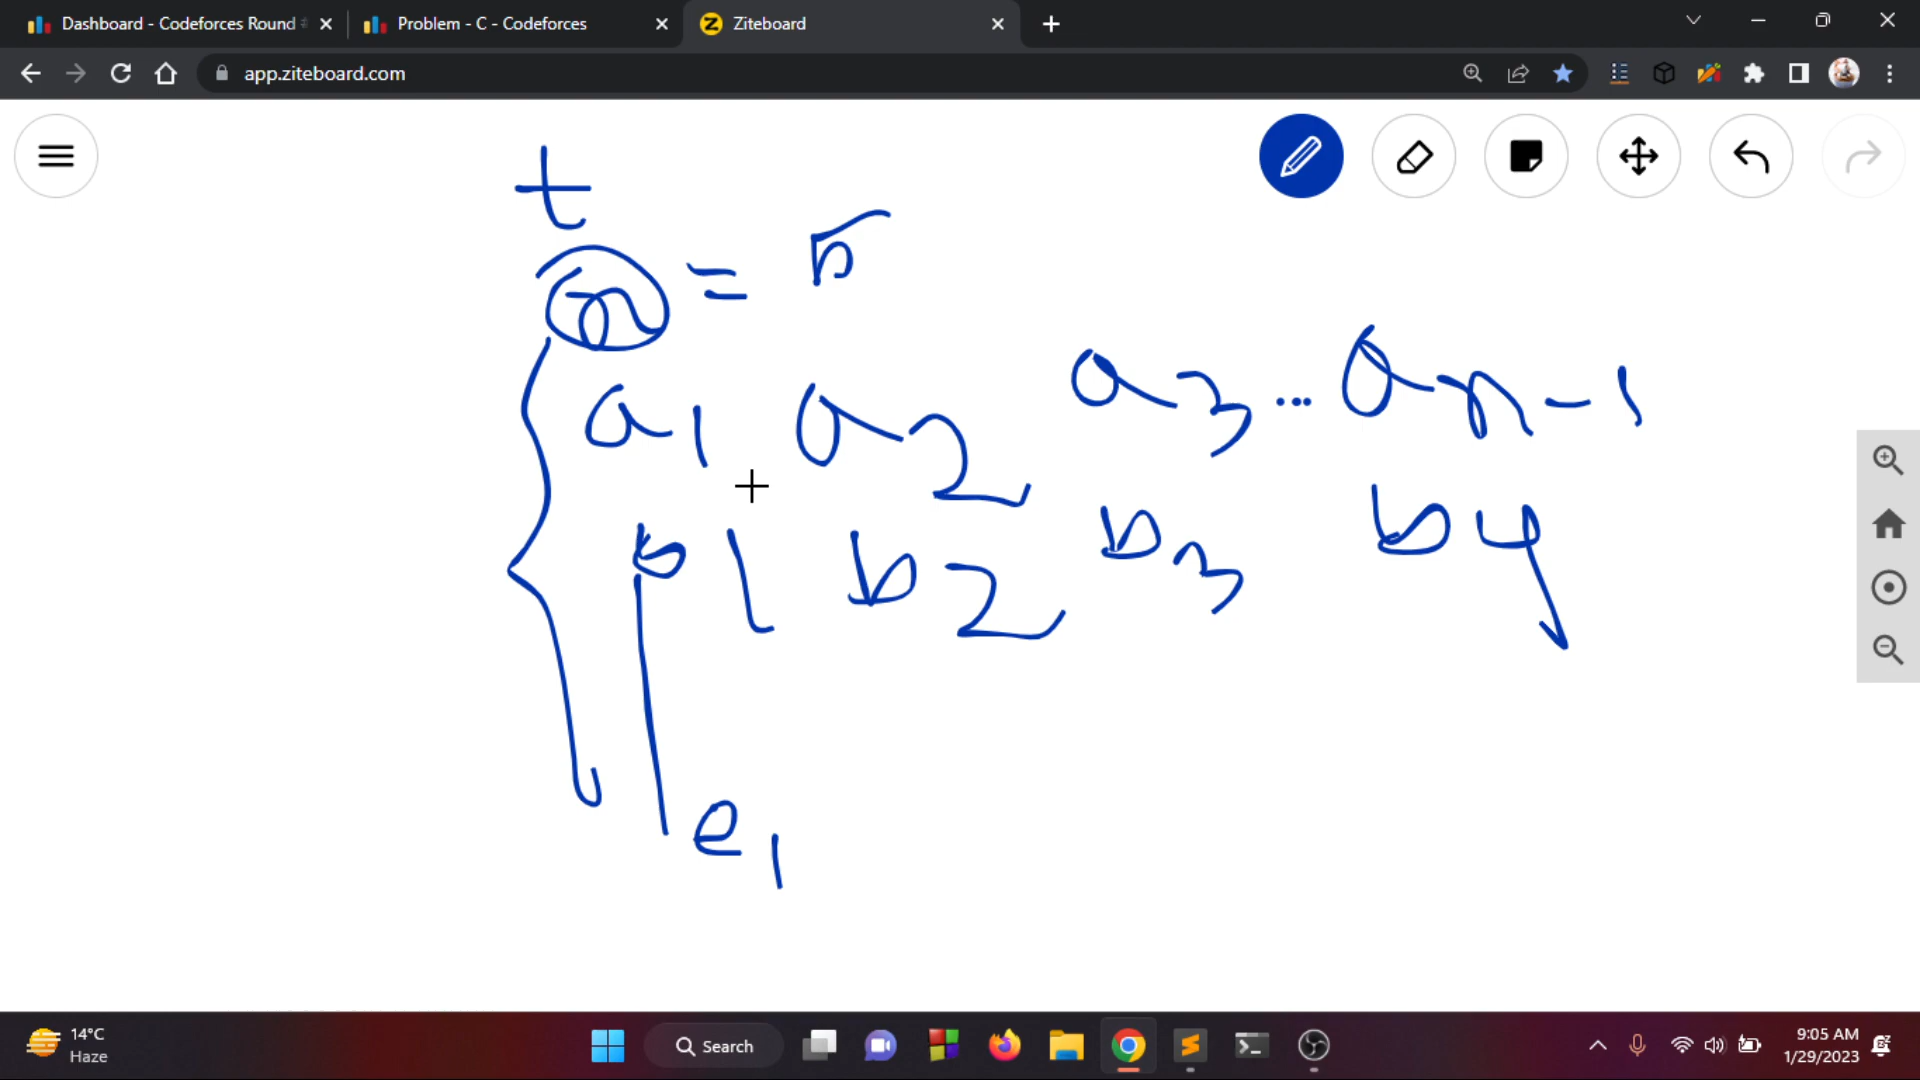 Dashboard - Codeforces Round #
Problem - C - Codeforces
Ziteboard
app.ziteboard.com
t
n = 5
a1 a2 a3 ... an-1
b1 b2 b3 b4
e1
14°C
Haze
Search
9:05 AM
1/29/2023